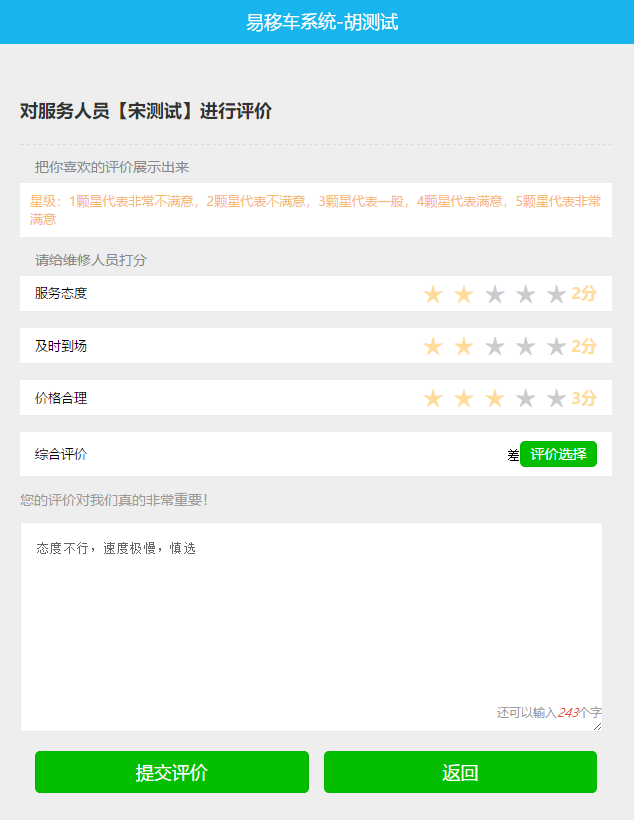 易移车系统-胡测试
对服务人员【宋测试】进行评价
把你喜欢的评价展示出来
星级：1颗星代表非常不满意，2颗星代表不满意，3颗星代表一般，4颗星代表满意，5颗星代表非常
满意
请给维修人员打分
服务态度 2分
及时到场 2分
价格合理 3分
综合评价 差 评价选择
您的评价对我们真的非常重要！
态度不行，速度极慢，慎选
还可以输入243个字
提交评价 返回